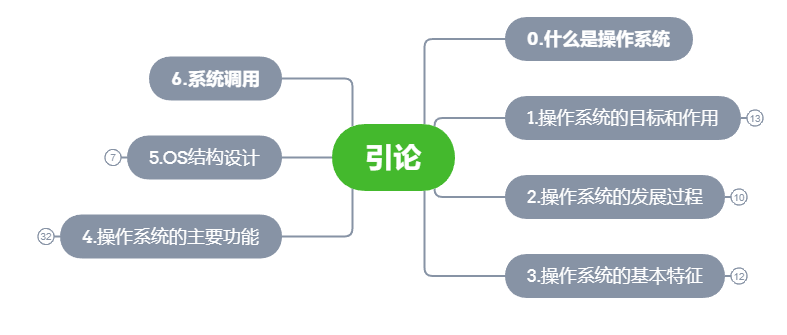 引论
0.什么是操作系统
1.操作系统的目标和作用
13
2.操作系统的发展过程
10
3.操作系统的基本特征
12
4.操作系统的主要功能
32
5.OS结构设计
7
6.系统调用